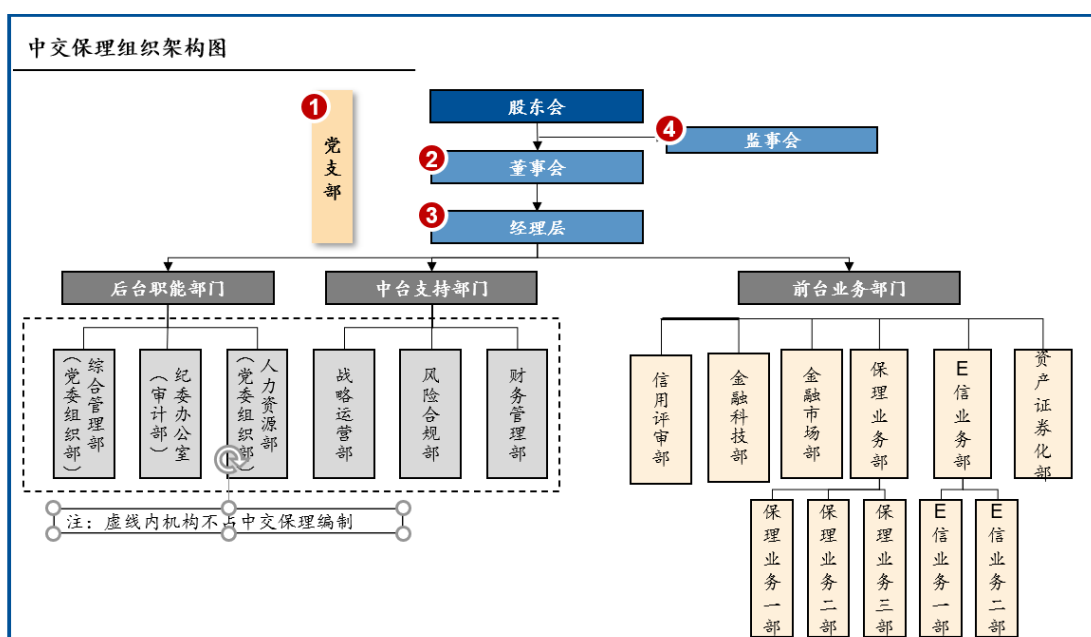 中交保理组织架构图
1
党支部
股东会
4
监事会
2
董事会
3
经理层
后台职能部门
中台支持部门
前台业务部门
综合管理部
（党委组织部）
纪委办公室
（审计部）
人力资源部
（党委组织部）
战略运营部
风险合规部
财务管理部
信用评审部
金融科技部
金融市场部
保理业务部
E信业务部
资产证券化部
注：虚线内机构不占中交保理编制
保理业务一部
保理业务二部
保理业务三部
E信业务一部
E信业务二部